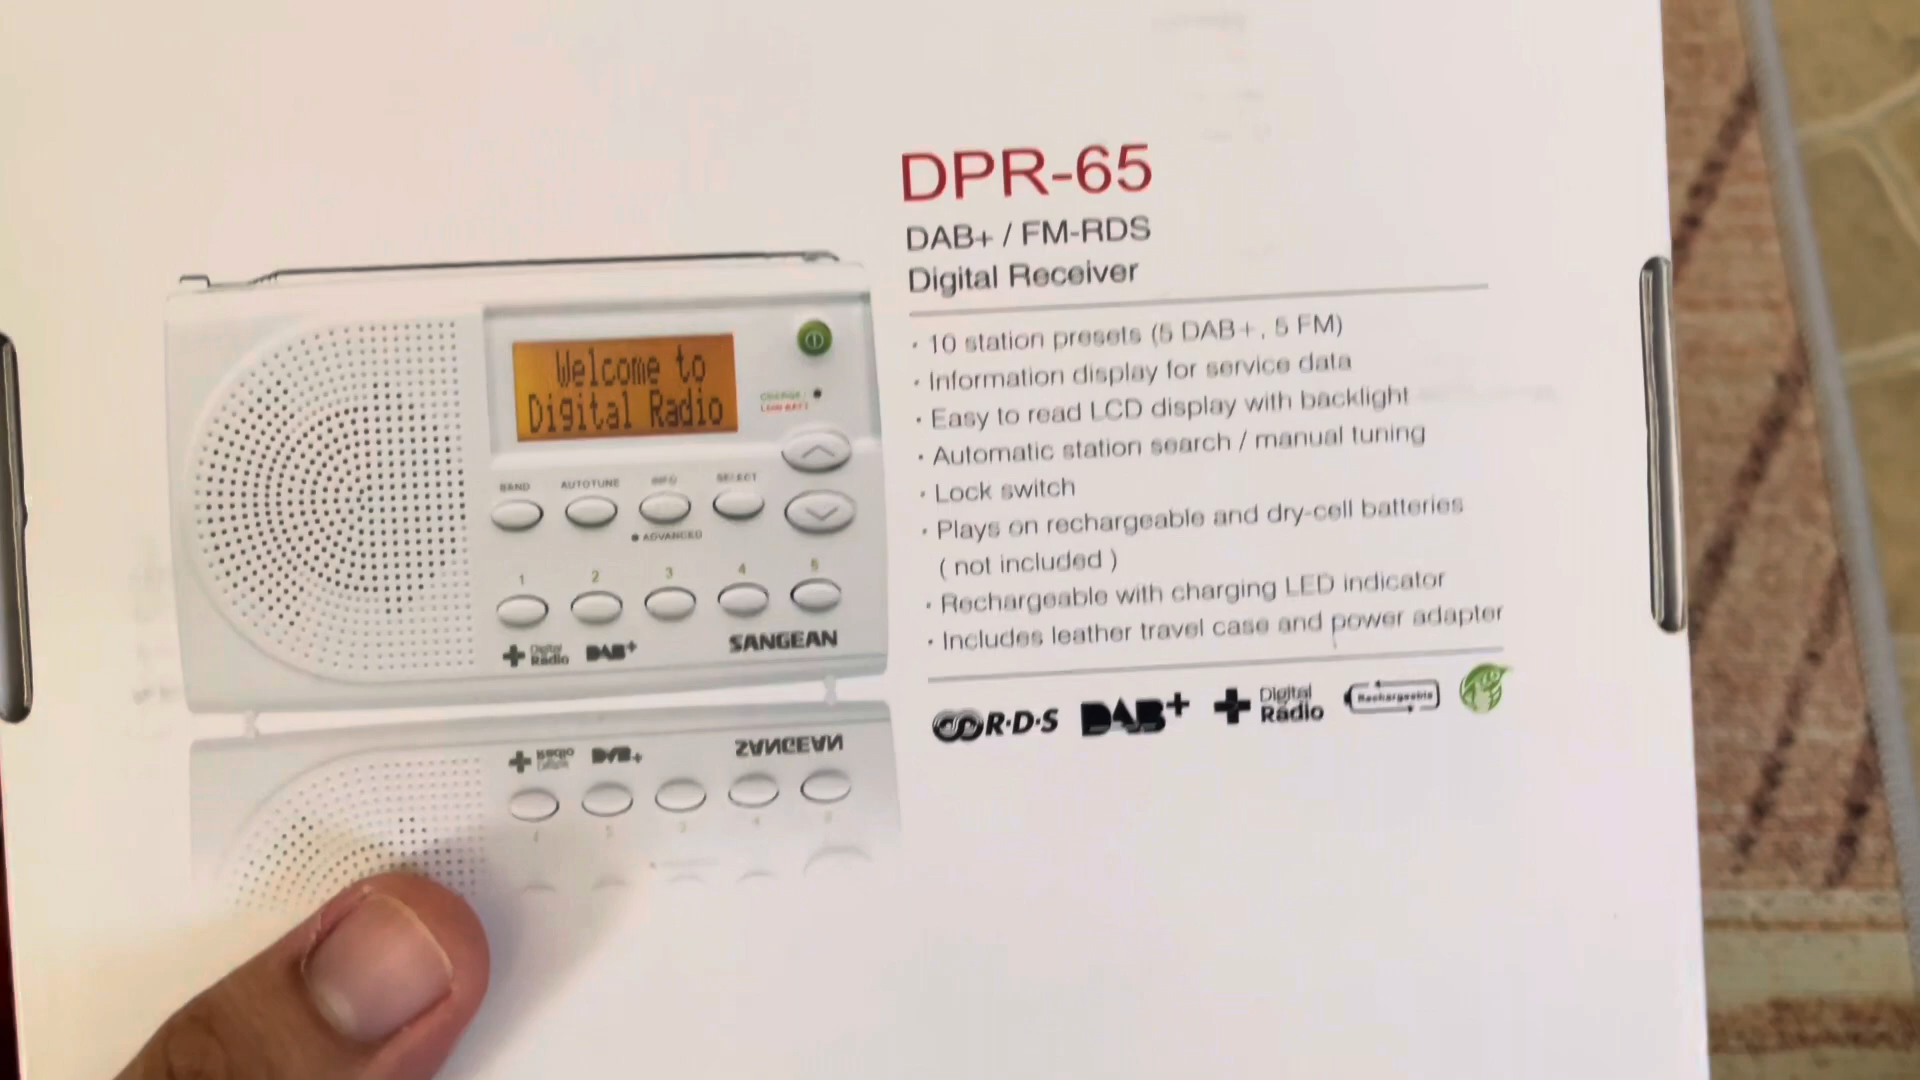 DPR-65
DAB+ / FM-RDS
Digital Receiver
• 10 station presets (5 DAB+, 5 FM)
• Information display for service data
• Easy to read LCD display with backlight
• Automatic station search / manual tuning
• Lock switch
• Plays on rechargeable and dry-cell batteries
( not included )
• Rechargeable with charging LED indicator
• Includes leather travel case and power adapter
R·D·S DAB+ Digital Radio Rechargeable
Welcome to
Digital Radio
LOW BATT
BAND AUTOTUNE INFO SELECT
ADVANCED
1 2 3 4 5
Digital Radio DAB+ SANGEAN